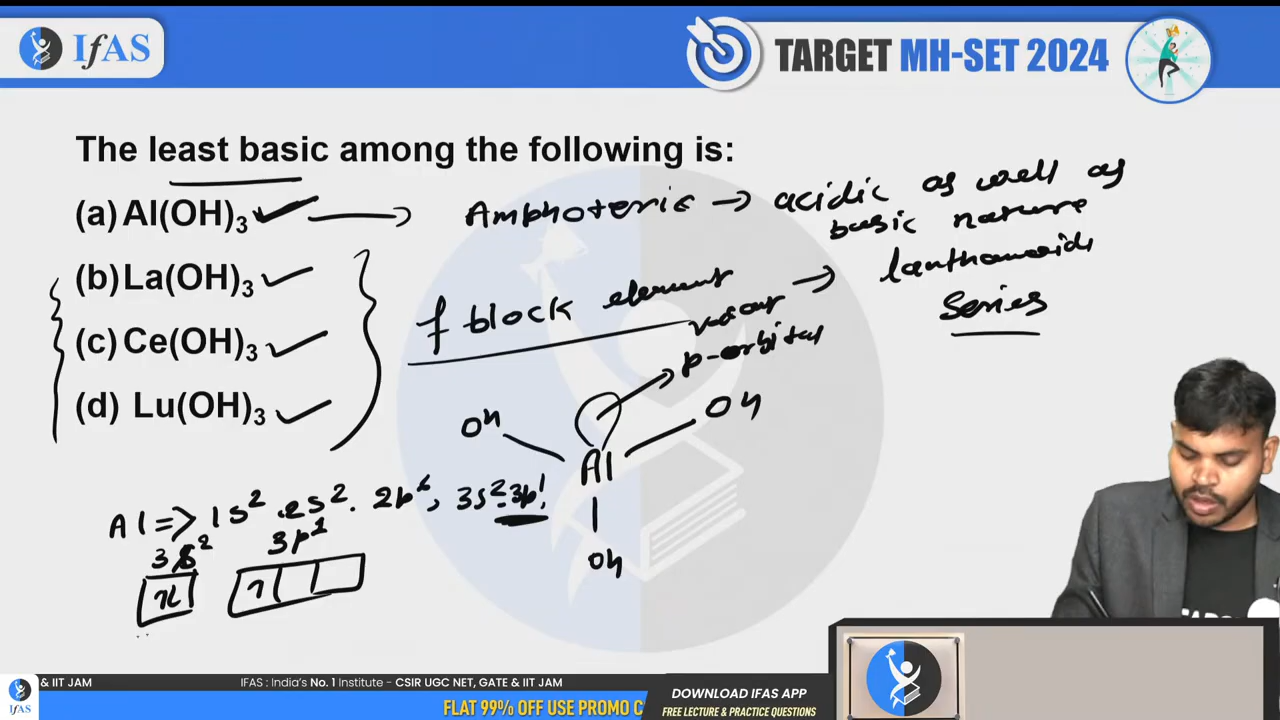 IfAS
TARGET MH-SET 2024
The least basic among the following is:
(a) Al(OH)3
Amphoteric → acidic as well as
basic nature
(b) La(OH)3
(c) Ce(OH)3
(d) Lu(OH)3
f block element
→ lanthanoids
series
p-orbital
OH
OH
Al
OH
Al => 1s2 2s2. 2p6, 3s2 3p1
3s2
3p1
& IIT JAM
IFAS : India's No. 1 Institute - CSIR UGC NET, GATE & IIT JAM
FLAT 99% OFF USE PROMO C
DOWNLOAD IFAS APP
FREE LECTURE & PRACTICE QUESTIONS